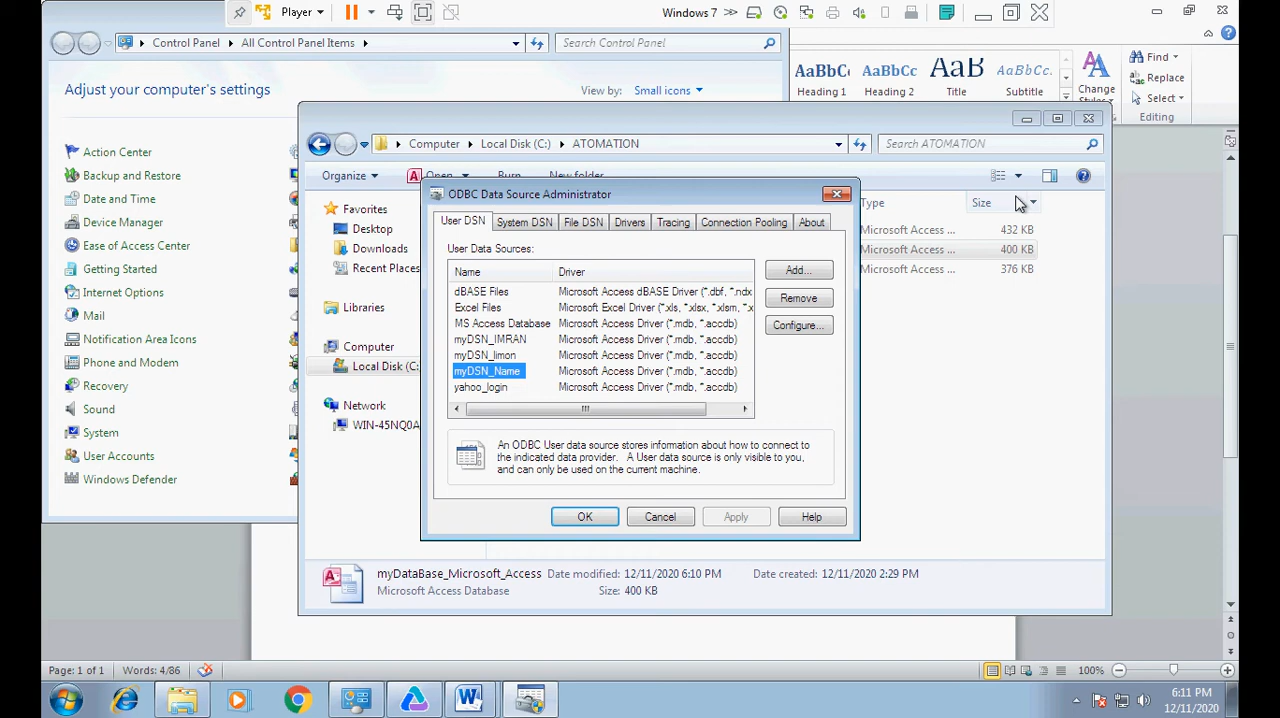 Player
Windows 7
Control Panel All Control Panel Items
Search Control Panel
Adjust your computer's settings
View by: Small icons
Action Center
Backup and Restore
Date and Time
Device Manager
Ease of Access Center
Getting Started
Internet Options
Mail
Notification Area Icons
Phone and Modem
Recovery
Sound
System
User Accounts
Windows Defender
AaBbC AaBbCc AaB AaBbCc.
Heading 1 Heading 2 Title Subtitle
Change
Find
Replace
Select
Editing
Computer Local Disk (C:) ATOMATION
Search ATOMATION
Organize Open Burn New folder
Favorites
Desktop
Downloads
Recent Places
Libraries
Computer
Local Disk (C:
Network
WIN-45NQ0A
Type Size
Microsoft Access ... 432 KB
Microsoft Access ... 400 KB
Microsoft Access ... 376 KB
ODBC Data Source Administrator
User DSN System DSN File DSN Drivers Tracing Connection Pooling About
User Data Sources:
Name Driver
dBASE Files Microsoft Access dBASE Driver (*.dbf, *.ndx
Excel Files Microsoft Excel Driver (*.xls, *.xlsx, *.xlsm, *.x
MS Access Database Microsoft Access Driver (*.mdb, *.accdb)
myDSN_IMRAN Microsoft Access Driver (*.mdb, *.accdb)
myDSN_limon Microsoft Access Driver (*.mdb, *.accdb)
myDSN_Name Microsoft Access Driver (*.mdb, *.accdb)
yahoo_login Microsoft Access Driver (*.mdb, *.accdb)
Add...
Remove
Configure...
An ODBC User data source stores information about how to connect to
the indicated data provider. A User data source is only visible to you,
and can only be used on the current machine.
OK Cancel Apply Help
myDataBase_Microsoft_Access Date modified: 12/11/2020 6:10 PM Date created: 12/11/2020 2:29 PM
Microsoft Access Database Size: 400 KB
Page: 1 of 1 Words: 4/86 100%
6:11 PM
12/11/2020